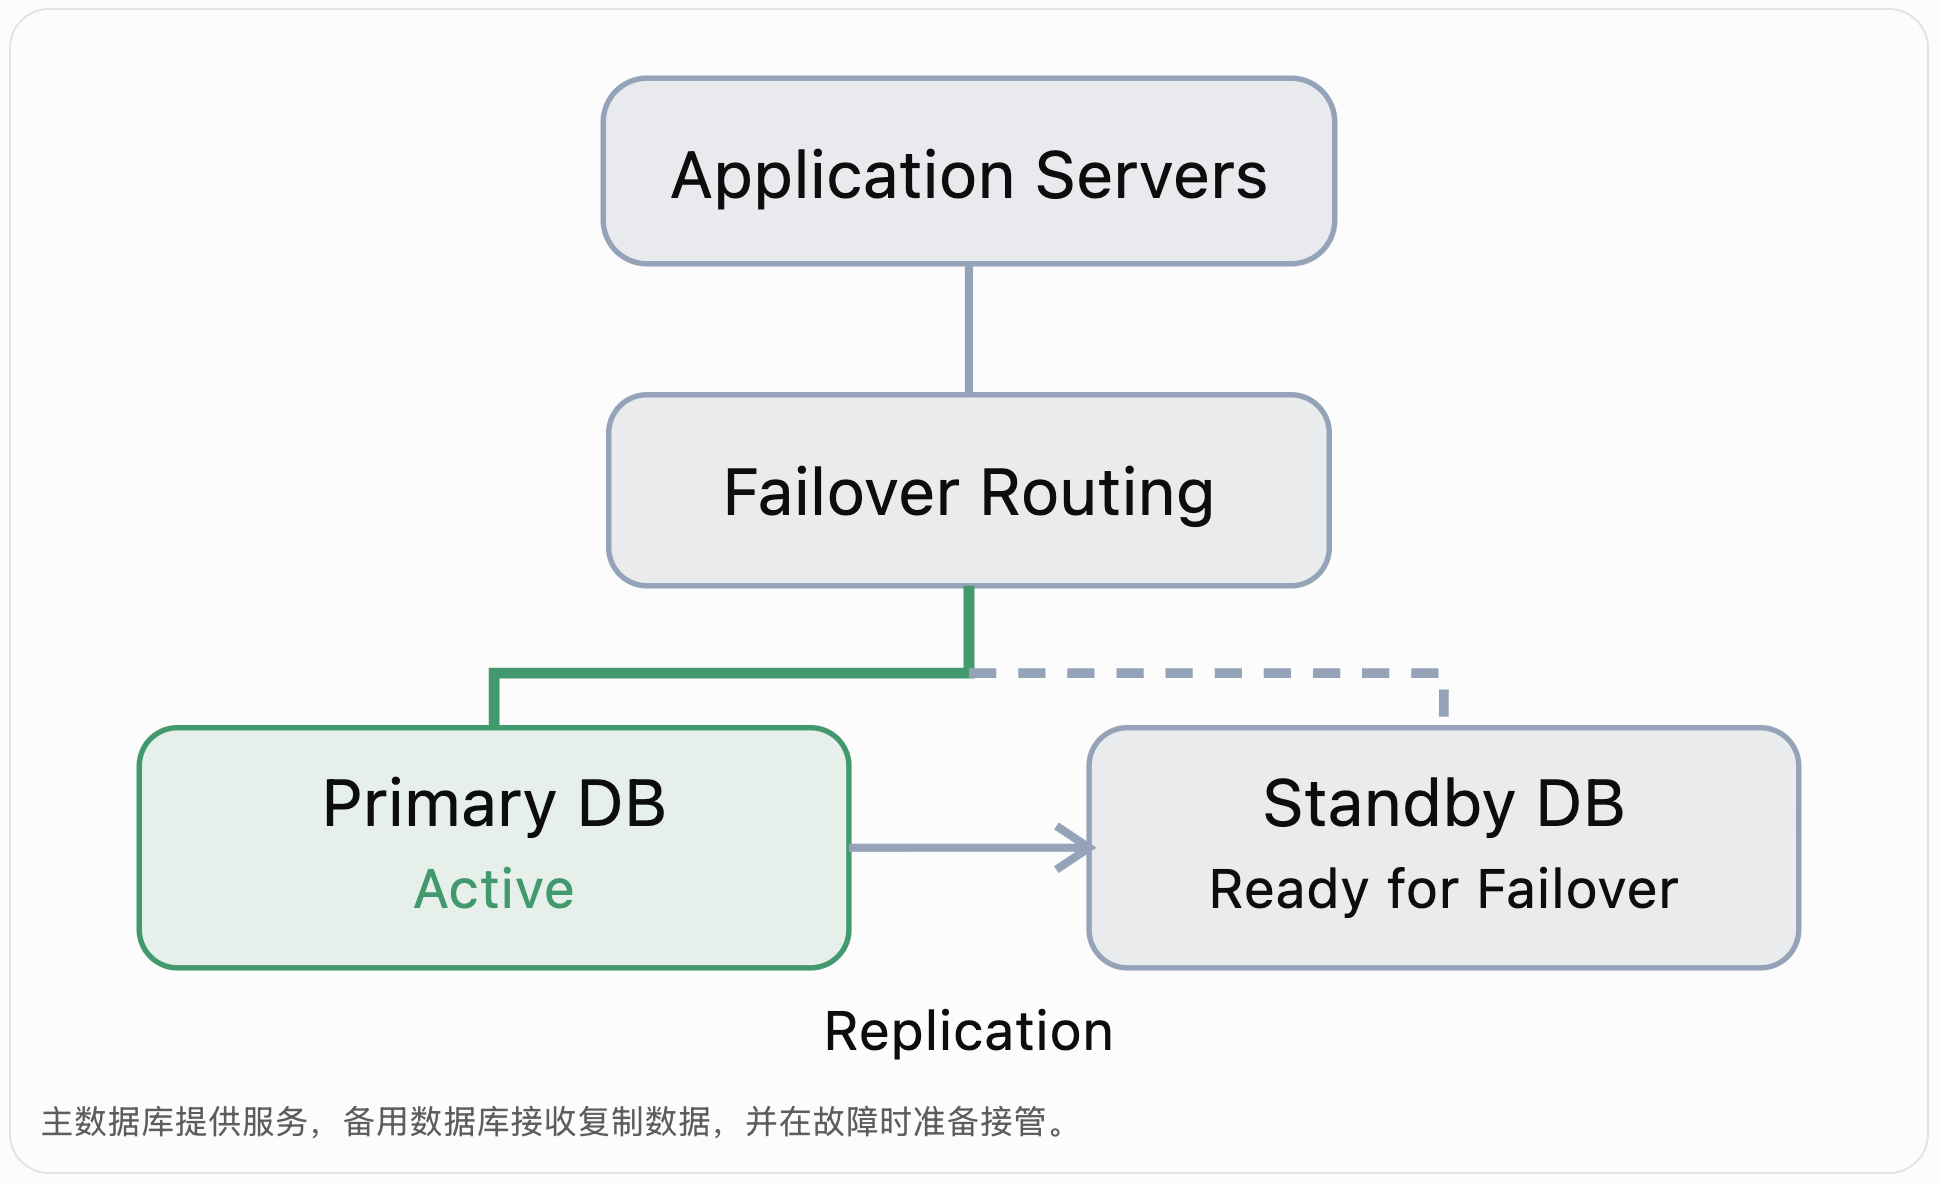 Application Servers
Failover Routing
Primary DB
Active
Standby DB
Ready for Failover
Replication
主数据库提供服务，备用数据库接收复制数据，并在故障时准备接管。